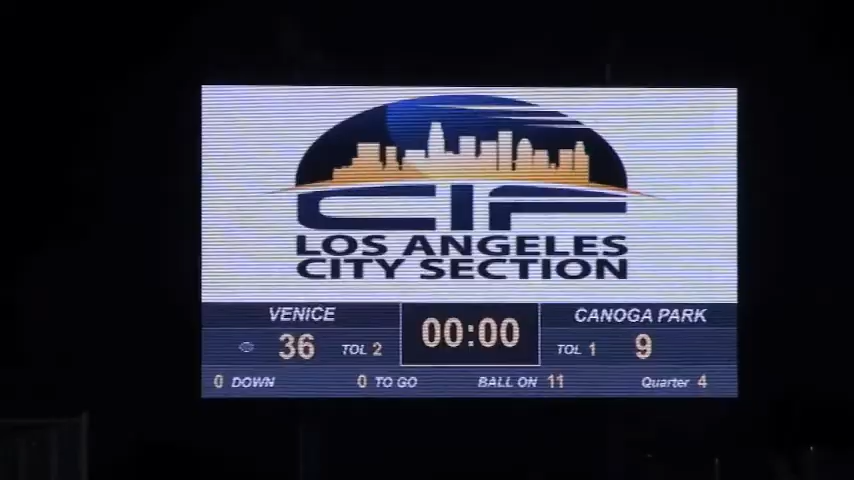 CIF
LOS ANGELES
CITY SECTION
VENICE 00:00 CANOGA PARK
36 TOL 2 TOL 1 9
0 DOWN 0 TO GO BALL ON 11 Quarter 4